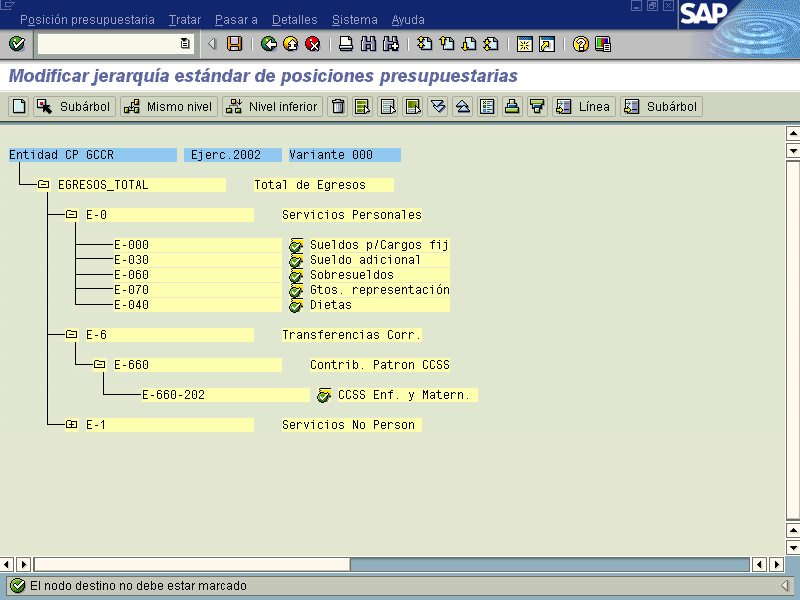 Posición presupuestaria Tratar Pasar a Detalles Sistema Ayuda
SAP
Modificar jerarquía estándar de posiciones presupuestarias
Subárbol Mismo nivel Nivel inferior Línea Subárbol
Entidad CP GCCR Ejerc.2002 Variante 000
EGRESOS_TOTAL Total de Egresos
E-0 Servicios Personales
E-000 Sueldos p/Cargos fij
E-030 Sueldo adicional
E-060 Sobresueldos
E-070 Gtos. representación
E-040 Dietas
E-6 Transferencias Corr.
E-660 Contrib. Patron CCSS
E-660-202 CCSS Enf. y Matern.
E-1 Servicios No Person
El nodo destino no debe estar marcado